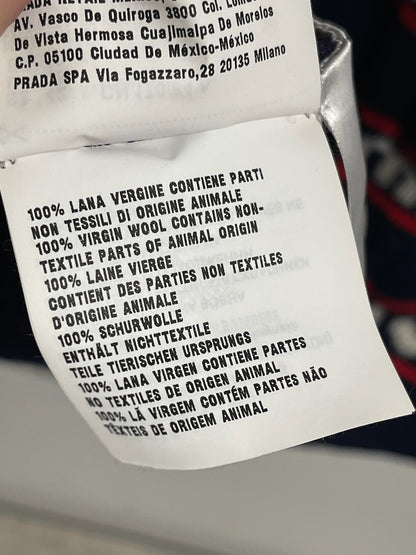 AV. VASCO DE QUIROGA 3800 COL.
DE VISTA HERMOSA CUAJIMALPA DE MORELOS
C.P. 05100 CIUDAD DE MÉXICO-MÉXICO
PRADA SPA VIA FOGAZZARO,28 20135 MILANO
100% LANA VERGINE CONTIENE PARTI
NON TESSILI DI ORIGINE ANIMALE
100% VIRGIN WOOL CONTAINS NON-
TEXTILE PARTS OF ANIMAL ORIGIN
100% LAINE VIERGE
CONTIENT DES PARTIES NON TEXTILES
D'ORIGINE ANIMALE
100% SCHURWOLLE
ENTHÄLT NICHTTEXTILE
TEILE TIERISCHEN URSPRUNGS
100% LANA VIRGEN CONTIENE PARTES
NO TEXTILES DE ORIGEN ANIMAL
100% LÃ VIRGEM CONTÉM PARTES NÃO
TÊXTEIS DE ORIGEM ANIMAL